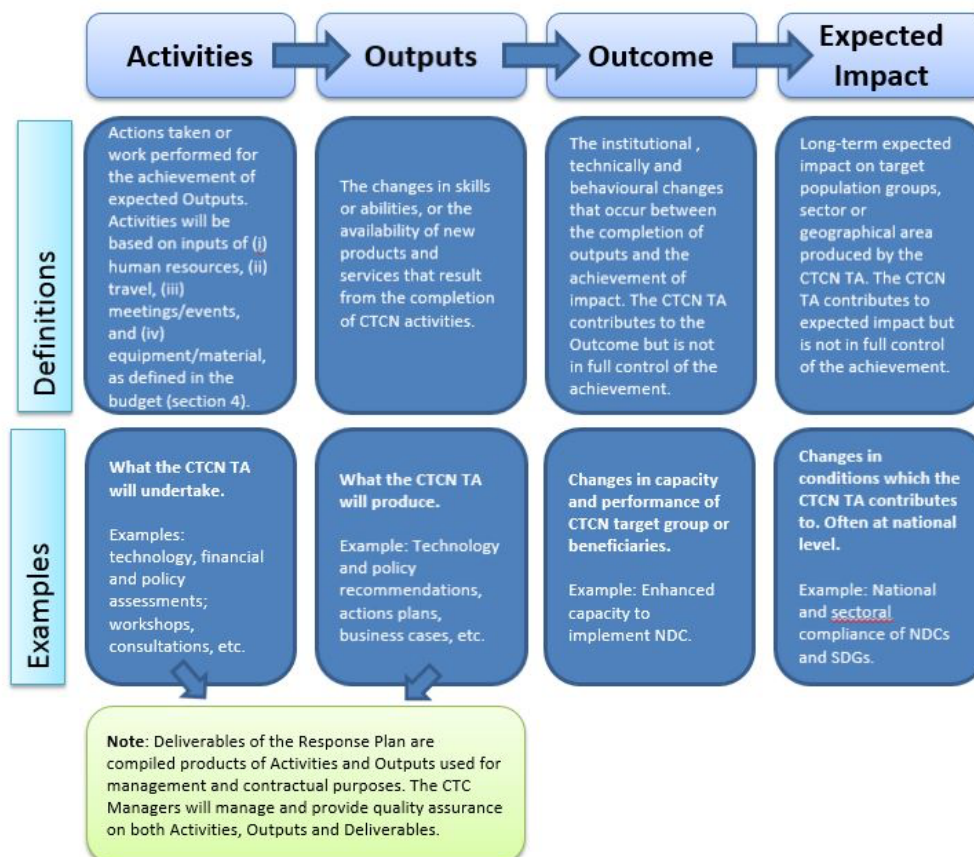 Activities
Outputs
Outcome
Expected
Impact
Definitions
Actions taken or
work performed for
the achievement of
expected Outputs.
Activities will be
based on inputs of (i)
human resources, (ii)
travel, (iii)
meetings/events,
and (iv)
equipment/material,
as defined in the
budget (section 4).
The changes in skills
or abilities, or the
availability of new
products and
services that result
from the completion
of CTCN activities.
The institutional ,
technically and
behavioural changes
that occur between
the completion of
outputs and the
achievement of
impact. The CTCN TA
contributes to the
Outcome but is not
in full control of the
achievement.
Long-term expected
impact on target
population groups,
sector or
geographical area
produced by the
CTCN TA. The CTCN
TA contributes to
expected impact but
is not in full control
of the achievement.
Examples
What the CTCN TA
will undertake.
Examples:
technology, financial
and policy
assessments;
workshops,
consultations, etc.
What the CTCN TA
will produce.
Example: Technology
and policy
recommendations,
actions plans,
business cases, etc.
Changes in capacity
and performance of
CTCN target group or
beneficiaries.
Example: Enhanced
capacity to
implement NDC.
Changes in
conditions which the
CTCN TA contributes
to. Often at national
level.
Example: National
and sectoral
compliance of NDCs
and SDGs.
Note: Deliverables of the Response Plan are
compiled products of Activities and Outputs used for
management and contractual purposes. The CTC
Managers will manage and provide quality assurance
on both Activities, Outputs and Deliverables.